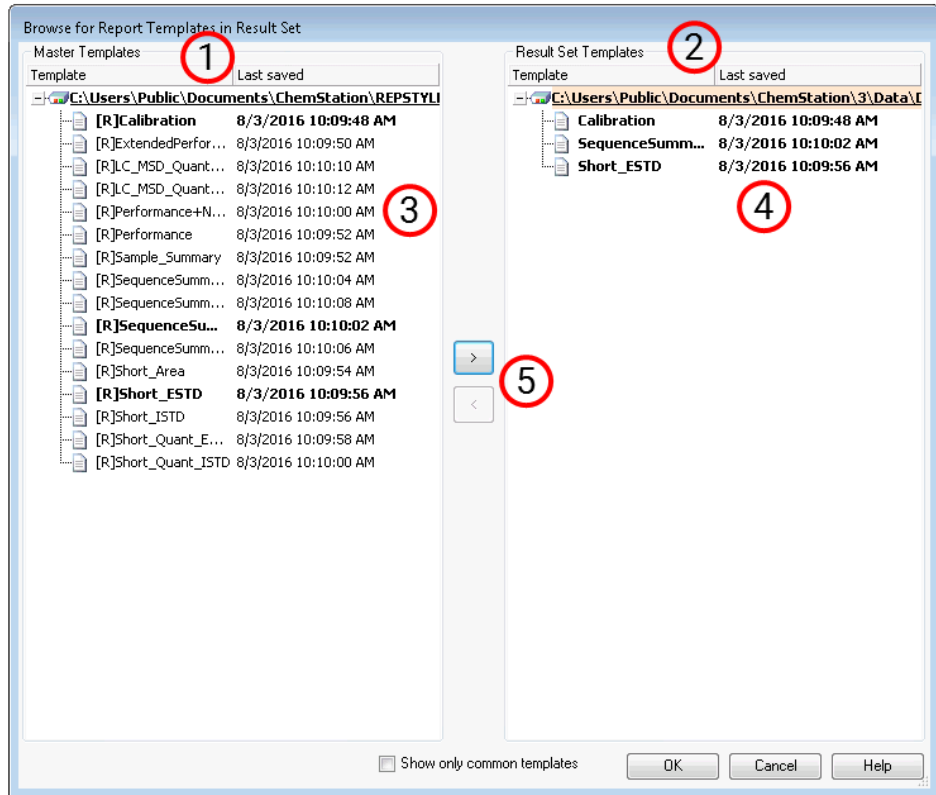 Browse for Report Templates in Result Set
Master Templates
1
Template Last saved
C:\Users\Public\Documents\ChemStation\REPSTYLI
[R]Calibration 8/3/2016 10:09:48 AM
[R]ExtendedPerfor... 8/3/2016 10:09:50 AM
[R]LC_MSD_Quant... 8/3/2016 10:10:10 AM
[R]LC_MSD_Quant... 8/3/2016 10:10:12 AM
[R]Performance+N... 8/3/2016 10:10:00 AM
3
[R]Performance 8/3/2016 10:09:52 AM
[R]Sample_Summary 8/3/2016 10:09:52 AM
[R]SequenceSumm... 8/3/2016 10:10:04 AM
[R]SequenceSumm... 8/3/2016 10:10:08 AM
[R]SequenceSu... 8/3/2016 10:10:02 AM
[R]SequenceSumm... 8/3/2016 10:10:06 AM
[R]Short_Area 8/3/2016 10:09:54 AM
[R]Short_ESTD 8/3/2016 10:09:56 AM
[R]Short_ISTD 8/3/2016 10:09:56 AM
[R]Short_Quant_E... 8/3/2016 10:09:58 AM
[R]Short_Quant_ISTD 8/3/2016 10:10:00 AM
>
5
<
Result Set Templates
2
Template Last saved
C:\Users\Public\Documents\ChemStation\3\Data\D
Calibration 8/3/2016 10:09:48 AM
SequenceSumm... 8/3/2016 10:10:02 AM
Short_ESTD 8/3/2016 10:09:56 AM
4
Show only common templates
OK Cancel Help